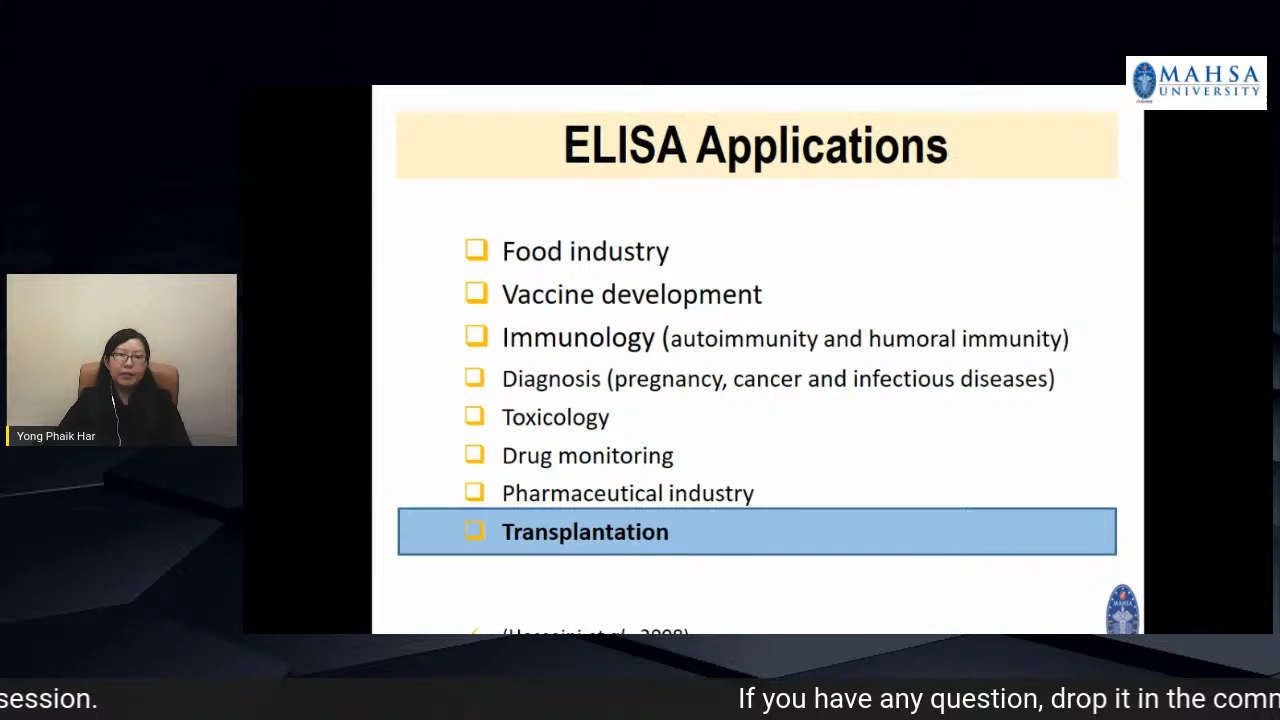 MAHSA
UNIVERSITY
ELISA Applications
Food industry
Vaccine development
Immunology (autoimmunity and humoral immunity)
Diagnosis (pregnancy, cancer and infectious diseases)
Toxicology
Drug monitoring
Pharmaceutical industry
Transplantation
Yong Phaik Har
MAHSA
session.
If you have any question, drop it in the comm